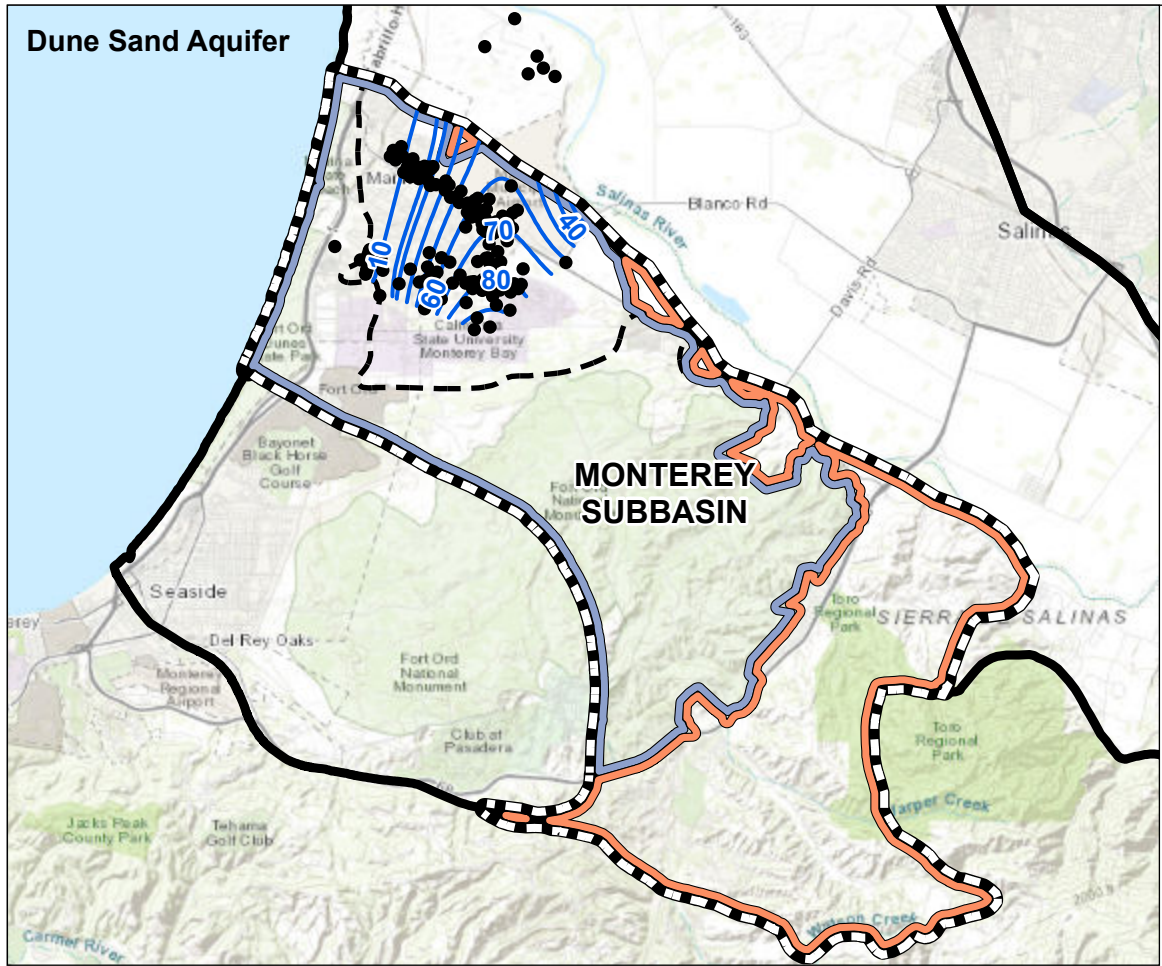 Dune Sand Aquifer
183
Salinas River
Blanco Rd
Salinas
Davis Rd
10
60
70
80
40
State University
Monterey Bay
Fort Ord
Bayonet
Black Horse
Golf
Course
MONTEREY
SUBBASIN
Seaside
Del Rey Oaks
Monterey
Regional
Airport
Fort Ord
National
Monument
Club at
Pasadera
Toro
Regional
Park
SIERRA
SALINAS
Toro
Regional
Park
Harper Creek
Jacks Peak
County Park
Tehama
Golf Club
Watson Creek
2000 ft
Carmel River